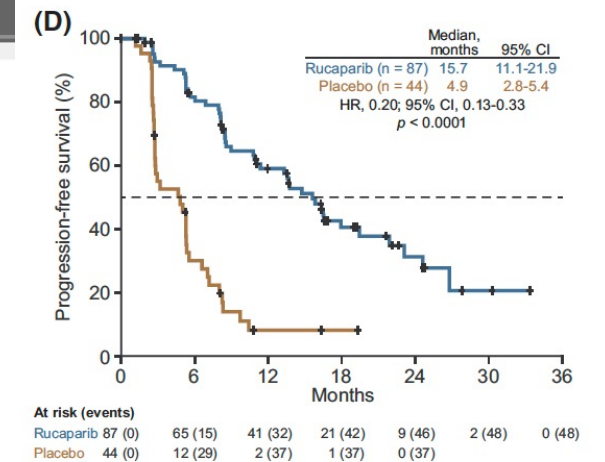 (D)
Median,
months 95% CI
Rucaparib (n = 87) 15.7 11.1-21.9
Placebo (n = 44) 4.9 2.8-5.4
HR, 0.20; 95% CI, 0.13-0.33
p < 0.0001
Progression-free survival (%)
100
80
60
40
20
0
0 6 12 18 24 30 36
Months
At risk (events)
Rucaparib 87 (0) 65 (15) 41 (32) 21 (42) 9 (46) 2 (48) 0 (48)
Placebo 44 (0) 12 (29) 2 (37) 1 (37) 0 (37)